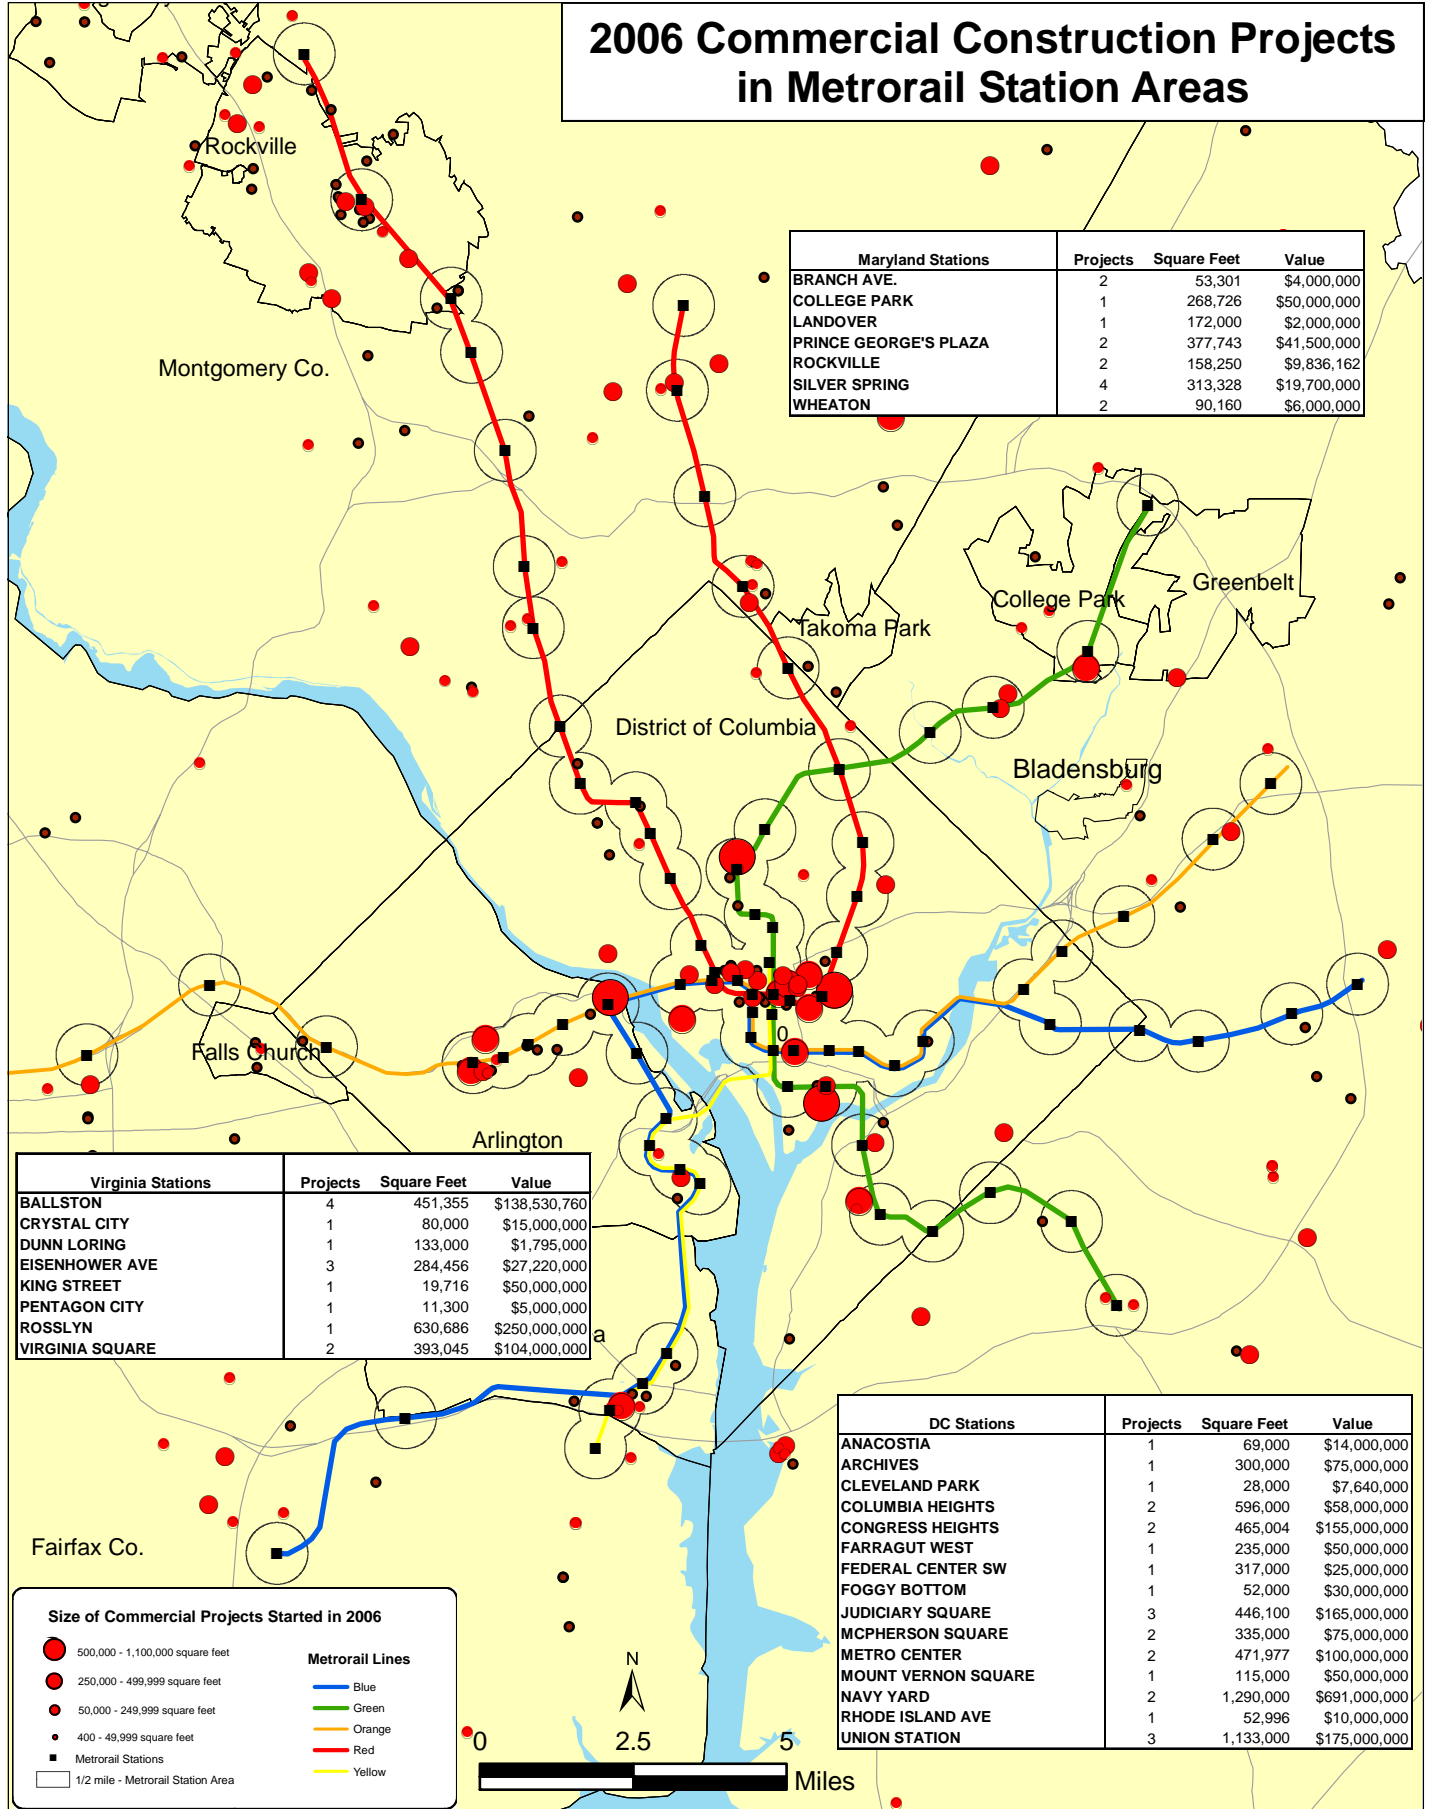 2006 Commercial Construction Projects
in Metrorail Station Areas
Rockville
Maryland Stations Projects Square Feet Value
BRANCH AVE. 2 53,301 $4,000,000
COLLEGE PARK 1 268,726 $50,000,000
LANDOVER 1 172,000 $2,000,000
PRINCE GEORGE'S PLAZA 2 377,743 $41,500,000
ROCKVILLE 2 158,250 $9,836,162
SILVER SPRING 4 313,328 $19,700,000
WHEATON 2 90,160 $6,000,000
Montgomery Co.
Greenbelt
College Park
Takoma Park
District of Columbia
Bladensburg
0
Falls Church
Arlington
Virginia Stations Projects Square Feet Value
BALLSTON 4 451,355 $138,530,760
CRYSTAL CITY 1 80,000 $15,000,000
DUNN LORING 1 133,000 $1,795,000
EISENHOWER AVE 3 284,456 $27,220,000
KING STREET 1 19,716 $50,000,000
PENTAGON CITY 1 11,300 $5,000,000
ROSSLYN 1 630,686 $250,000,000
VIRGINIA SQUARE 2 393,045 $104,000,000
a
DC Stations Projects Square Feet Value
ANACOSTIA 1 69,000 $14,000,000
ARCHIVES 1 300,000 $75,000,000
CLEVELAND PARK 1 28,000 $7,640,000
COLUMBIA HEIGHTS 2 596,000 $58,000,000
CONGRESS HEIGHTS 2 465,004 $155,000,000
FARRAGUT WEST 1 235,000 $50,000,000
FEDERAL CENTER SW 1 317,000 $25,000,000
FOGGY BOTTOM 1 52,000 $30,000,000
JUDICIARY SQUARE 3 446,100 $165,000,000
MCPHERSON SQUARE 2 335,000 $75,000,000
METRO CENTER 2 471,977 $100,000,000
MOUNT VERNON SQUARE 1 115,000 $50,000,000
NAVY YARD 2 1,290,000 $691,000,000
RHODE ISLAND AVE 1 52,996 $10,000,000
UNION STATION 3 1,133,000 $175,000,000
Fairfax Co.
Size of Commercial Projects Started in 2006
500,000 - 1,100,000 square feet
250,000 - 499,999 square feet
50,000 - 249,999 square feet
400 - 49,999 square feet
Metrorail Stations
1/2 mile - Metrorail Station Area
Metrorail Lines
Blue
Green
Orange
Red
Yellow
N
0 2.5 5
Miles